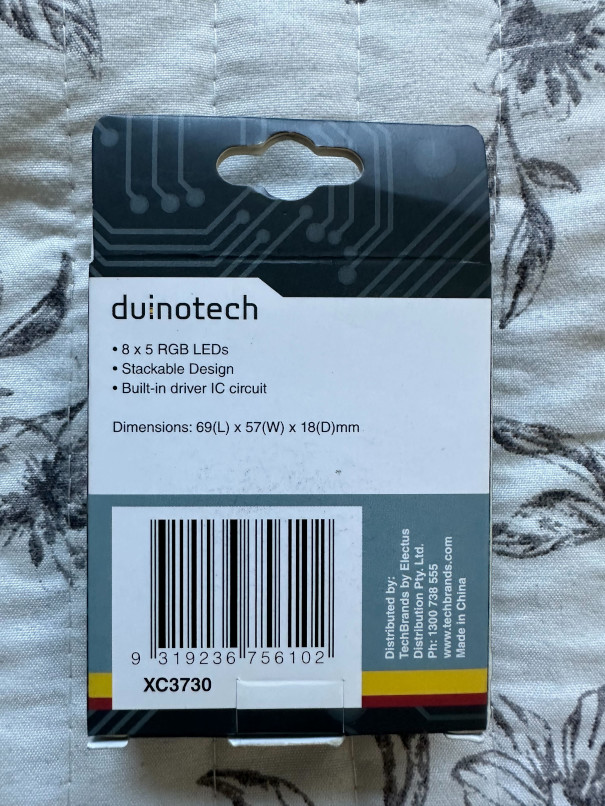 duinotech
• 8 x 5 RGB LEDs
• Stackable Design
• Built-in driver IC circuit
Dimensions: 69(L) x 57(W) x 18(D)mm
9 319236 756102
XC3730
Distributed by:
TechBrands by Electus
Distribution Pty. Ltd.
Ph: 1300 738 555
www.techbrands.com
Made in China